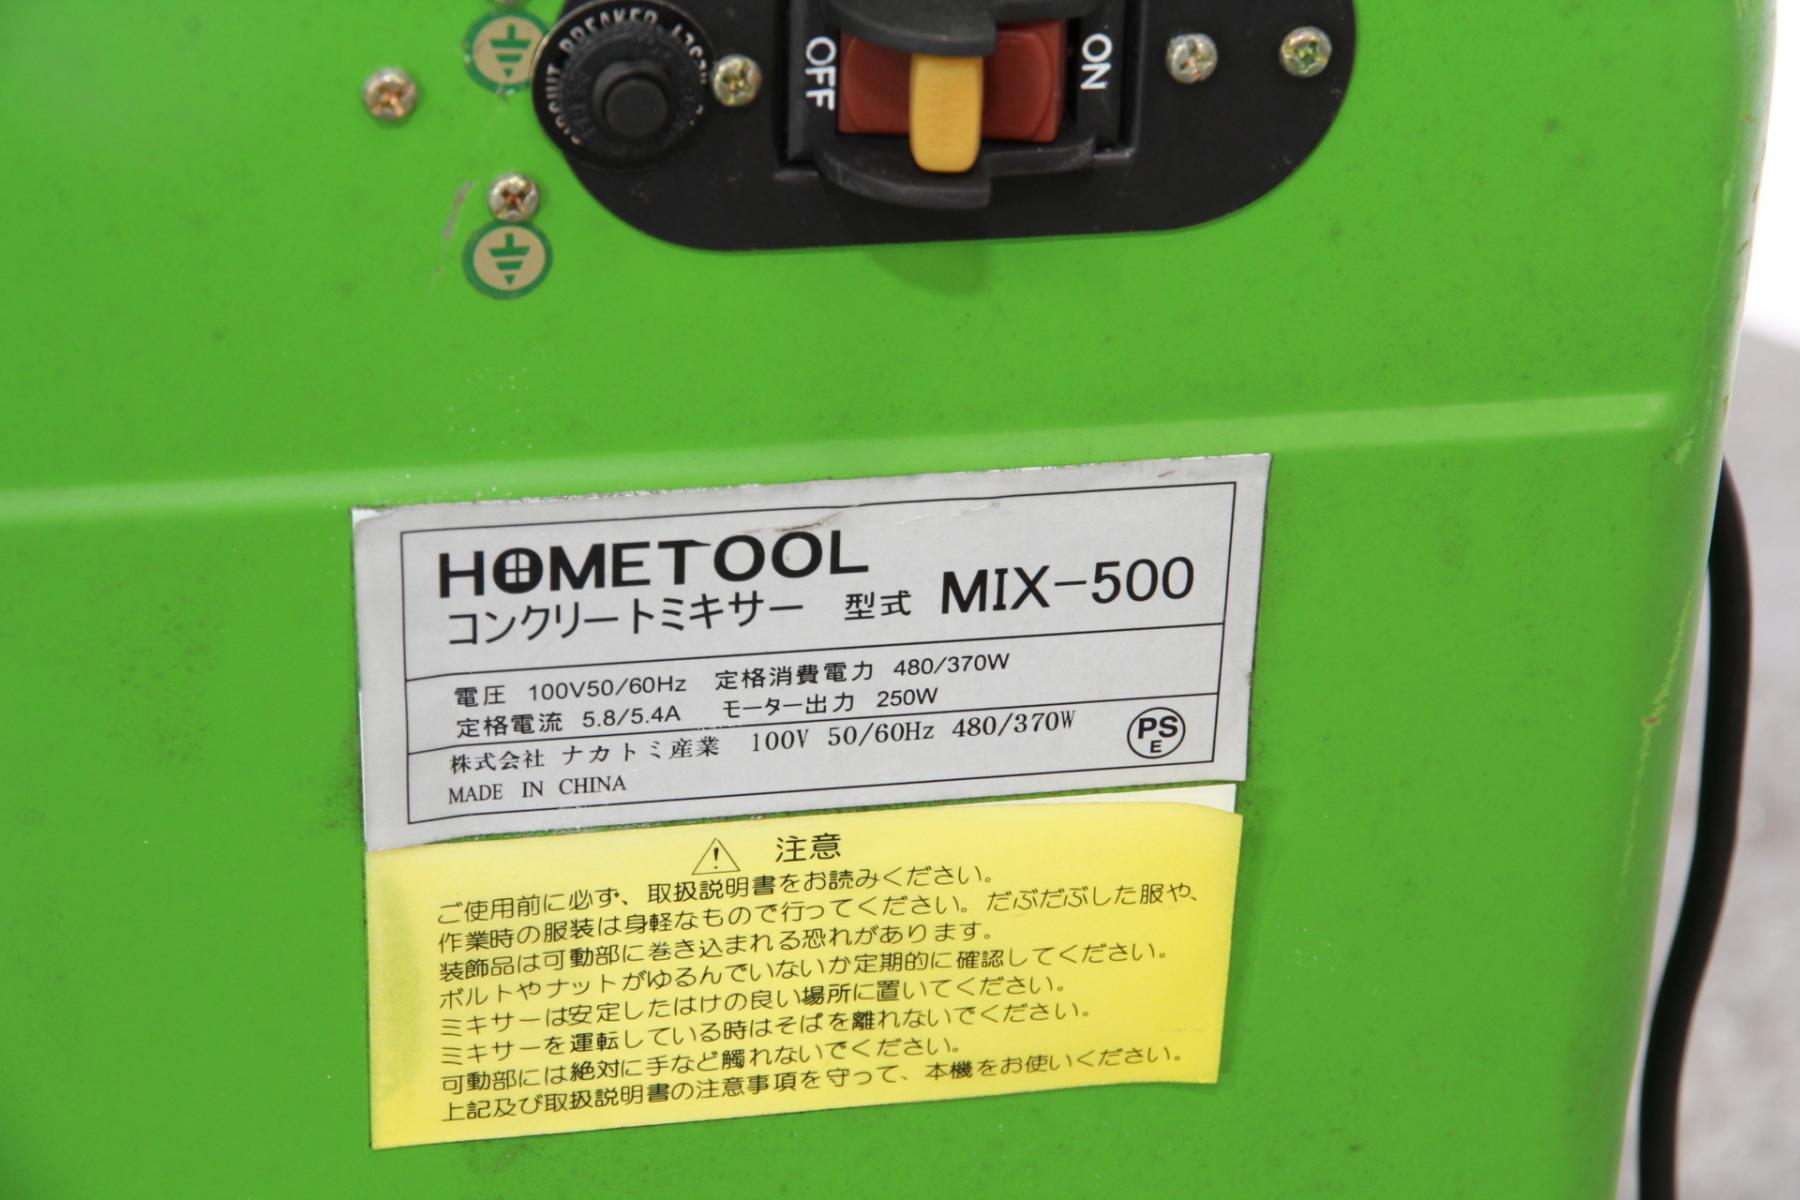 CIRCUIT BREAKER
OFF
ON
HOMETOOL
コンクリートミキサー 型式 MIX-500
電圧 100V50/60Hz 定格消費電力 480/370W
定格電流 5.8/5.4A モーター出力 250W
株式会社 ナカトミ産業 100V 50/60Hz 480/370W
MADE IN CHINA
PS
E
注意
ご使用前に必ず、取扱説明書をお読みください。
作業時の服装は身軽なもので行ってください。だぶだぶした服や、
装飾品は可動部に巻き込まれる恐れがあります。
ボルトやナットがゆるんでいないか定期的に確認してください。
ミキサーは安定したはけの良い場所に置いてください。
ミキサーを運転している時はそばを離れないでください。
可動部には絶対に手など觸れないでください。
上記及び取扱説明書の注意事項を守って、本機をお使いください。